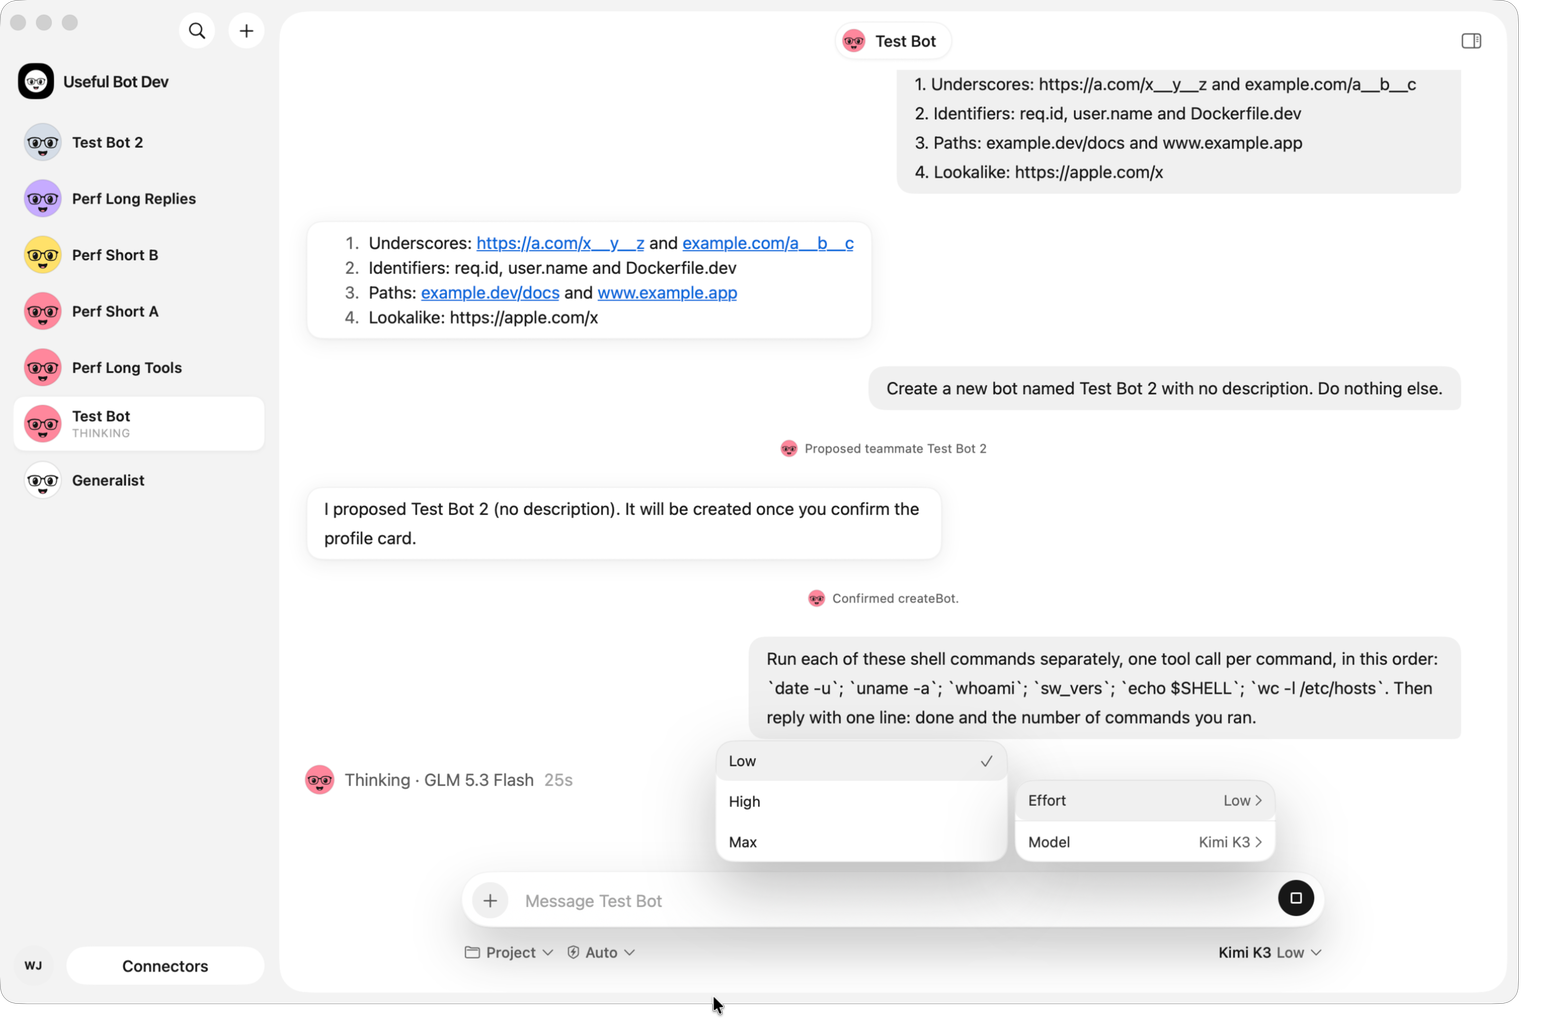 Useful Bot Dev
Test Bot 2
Perf Long Replies
Perf Short B
Perf Short A
Perf Long Tools
Test Bot
THINKING
Generalist
WJ
Connectors
Test Bot
1. Underscores: https://a.com/x__y__z and example.com/a__b__c
2. Identifiers: req.id, user.name and Dockerfile.dev
3. Paths: example.dev/docs and www.example.app
4. Lookalike: https://apple.com/x
1. Underscores: https://a.com/x__y__z and example.com/a__b__c
2. Identifiers: req.id, user.name and Dockerfile.dev
3. Paths: example.dev/docs and www.example.app
4. Lookalike: https://apple.com/x
Create a new bot named Test Bot 2 with no description. Do nothing else.
Proposed teammate Test Bot 2
I proposed Test Bot 2 (no description). It will be created once you confirm the
profile card.
Confirmed createBot.
Run each of these shell commands separately, one tool call per command, in this order:
`date -u`; `uname -a`; `whoami`; `sw_vers`; `echo $SHELL`; `wc -l /etc/hosts`. Then
reply with one line: done and the number of commands you ran.
Thinking · GLM 5.3 Flash 25s
Low
High
Max
Effort Low
Model Kimi K3
Message Test Bot
Project Auto
Kimi K3 Low